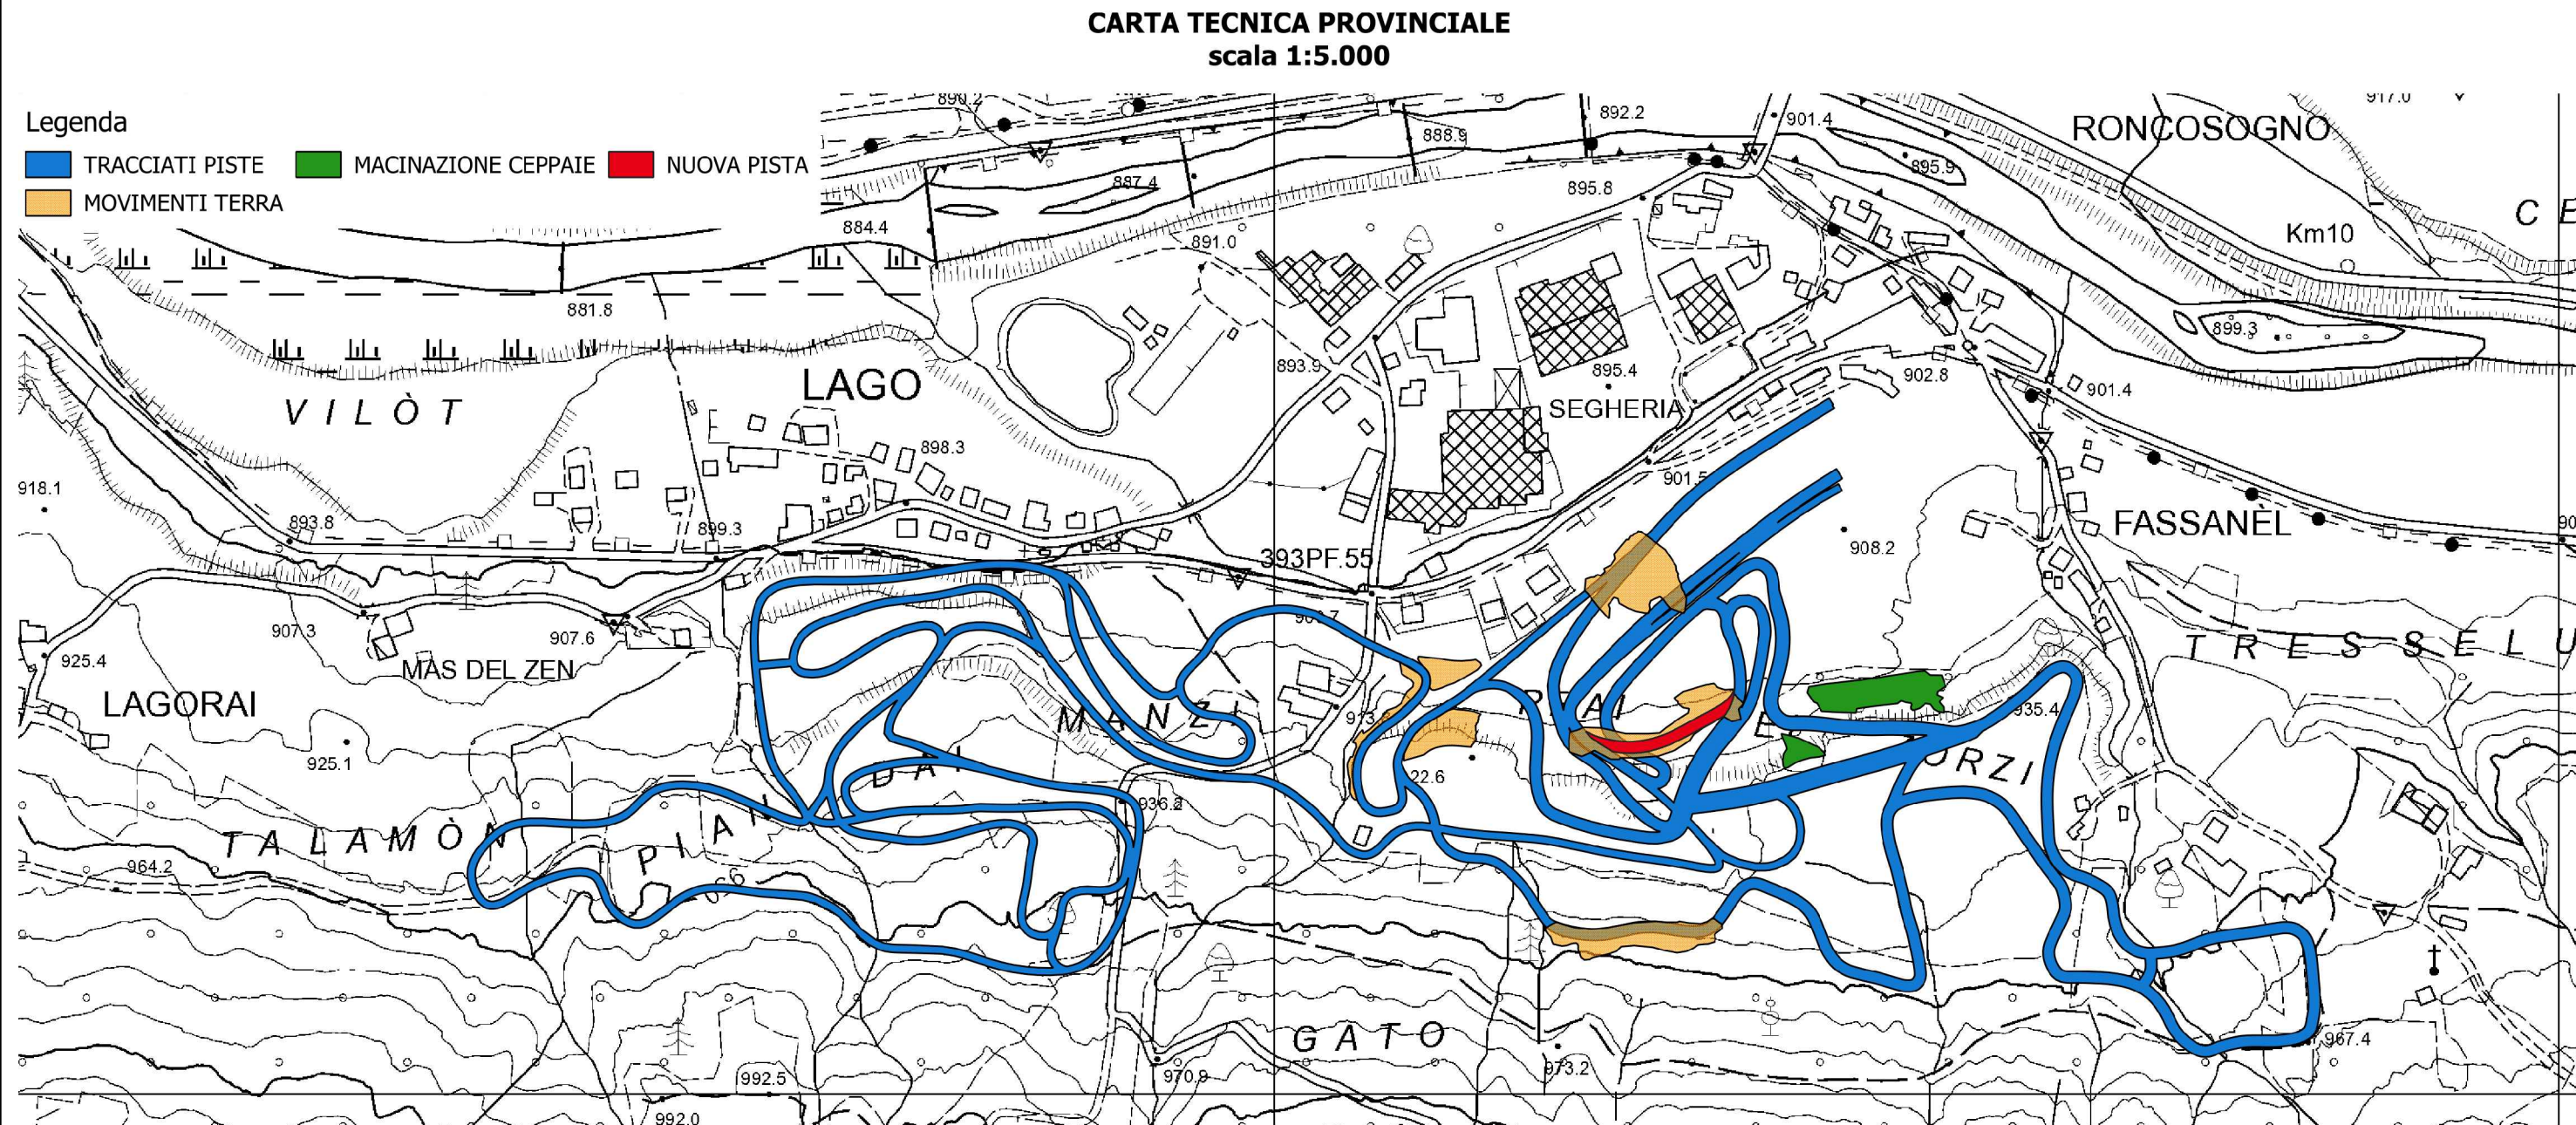 CARTA TECNICA PROVINCIALE
scala 1:5.000
Legenda
TRACCIATI PISTE
MACINAZIONE CEPPAIE
NUOVA PISTA
MOVIMENTI TERRA
890.2
892.2
901.4
917.0
888.9
RONCOSOGNO
887.4
895.8
895.9
884.4
891.0
Km10
C E
881.8
899.3
893.9
895.4
902.8
901.4
LAGO
VILÒT
SEGHERIA
898.3
901.5
918.1
893.8
899.3
FASSANÈL
908.2
393PF.55
907.3
907.6
TRESSELU
925.4
MAS DEL ZEN
LAGORAI
MANZI
PRAI
935.4
925.1
DAI
22.6
ORZI
936.2
TALAMÒN
PIAN
964.2
GATO
967.4
992.5
970.9
973.2
992.0